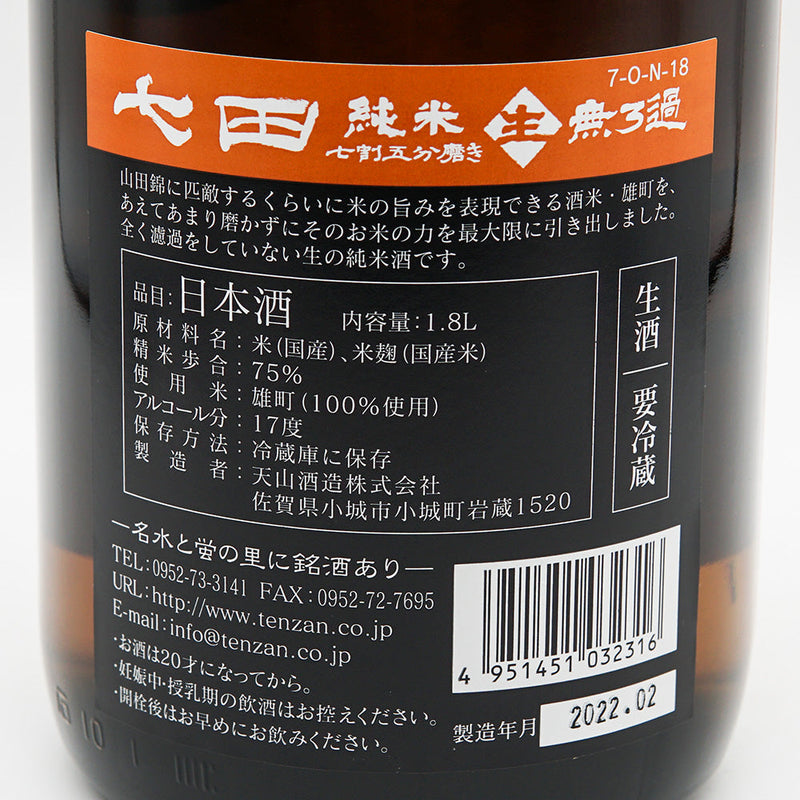 7-O-N-18
七田 純米 生 無ろ過
七割五分磨き
山田錦に匹敵するくらいに米の旨みを表現できる酒米・雄町を、
あえてあまり磨かずにそのお米の力を最大限に引き出しました。
全く濾過をしていない生の純米酒です。
品目:日本酒 内容量:1.8L
原材料名:米(国産)、米麹(国産米)
精米歩合:75%
使用米:雄町(100%使用)
アルコール分:17度
保存方法:冷蔵庫に保存
製造者:天山酒造株式会社
佐賀県小城市小城町岩蔵1520
生酒 要冷蔵
―名水と蛍の里に銘酒あり―
TEL:0952-73-3141 FAX:0952-72-7695
URL:http://www.tenzan.co.jp
E-mail:info@tenzan.co.jp
・お酒は20才になってから。
・妊娠中・授乳期の飲酒はお控えください。
・開栓後はお早めにお飲みください。
4 951451 032316
製造年月 2022.02